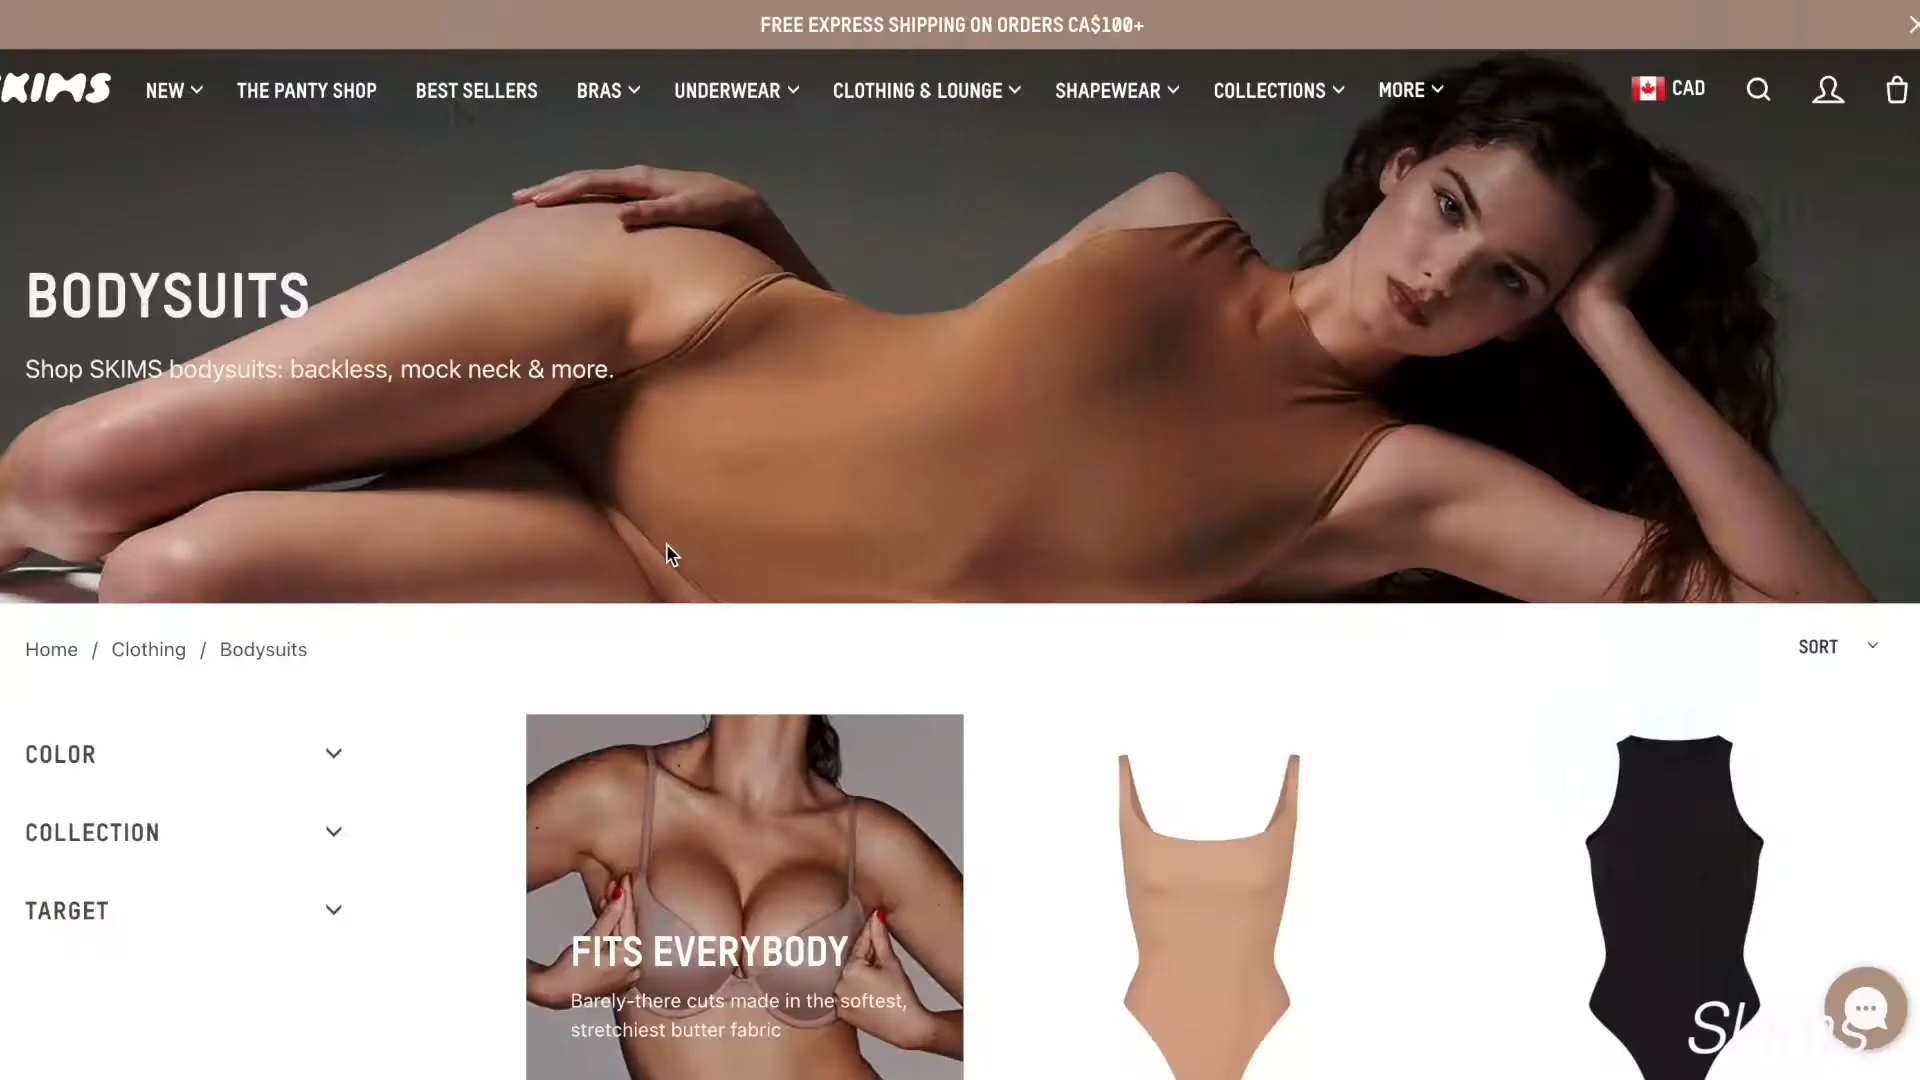 FREE EXPRESS SHIPPING ON ORDERS CA$100+
SKIMS
NEW
THE PANTY SHOP
BEST SELLERS
BRAS
UNDERWEAR
CLOTHING & LOUNGE
SHAPEWEAR
COLLECTIONS
MORE
CAD
BODYSUITS
Shop SKIMS bodysuits: backless, mock neck & more.
Home / Clothing / Bodysuits
SORT
COLOR
COLLECTION
TARGET
FITS EVERYBODY
Barely-there cuts made in the softest,
stretchiest butter fabric
Skims